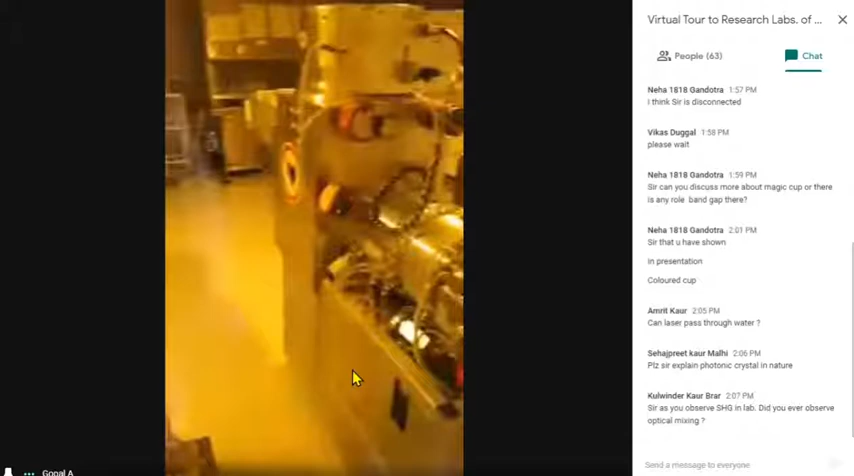 Virtual Tour to Research Labs. of ...
People (63)
Chat
Neha 1818 Gandotra 1:57 PM
I think Sir is disconnected
Vikas Duggal 1:58 PM
please wait
Neha 1818 Gandotra 1:59 PM
Sir can you discuss more about magic cup or there
is any role band gap there?
Neha 1818 Gandotra 2:01 PM
Sir that u have shown
in presentation
Coloured cup
Amrit Kaur 2:05 PM
Can laser pass through water ?
Sehajpreet Kaur Malhi 2:06 PM
Plz sir explain photonic crystal in nature
Kulwinder Kaur Brar 2:07 PM
Sir as you observe SHG in lab. Did you ever observe
optical mixing ?
Send a message to everyone
Gopal A